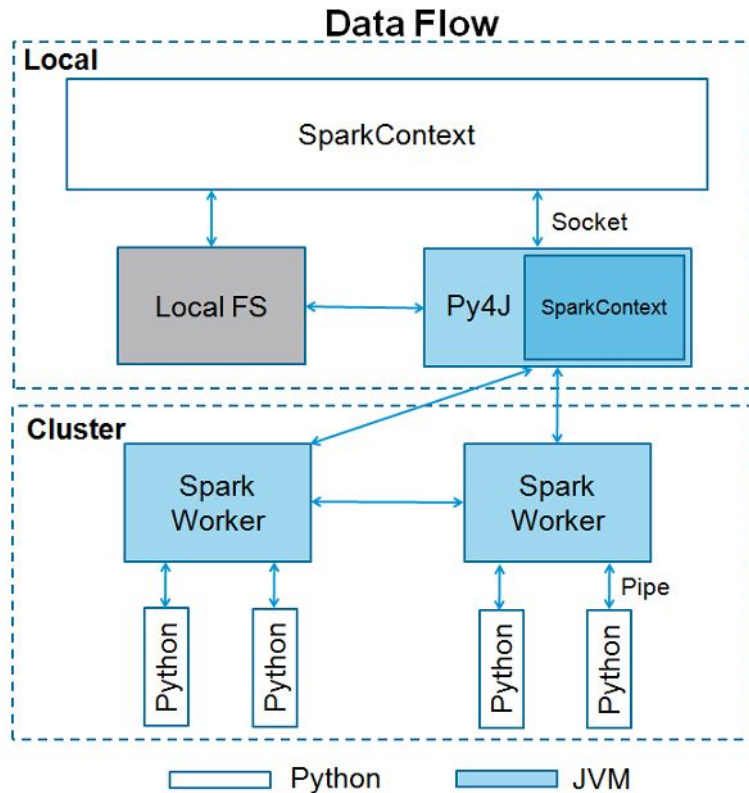 Data Flow
Local
SparkContext
Socket
Local FS
Py4J
SparkContext
Cluster
Spark
Worker
Spark
Worker
Pipe
Python
Python
Python
Python
Python
JVM